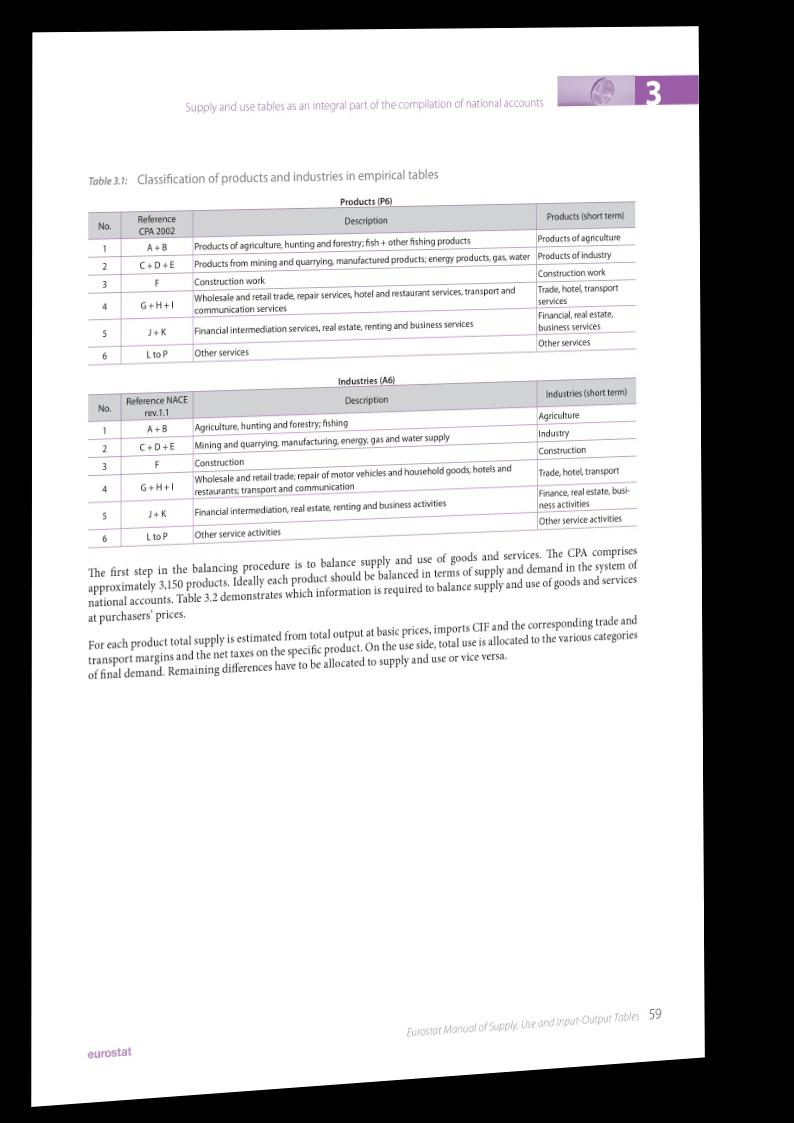 Supply and use tables as an integral part of the compilation of national accounts
3
Table 3.1: Classification of products and industries in empirical tables
Products (P6)
No. Reference CPA 2002 Description Products (short term)
1 A + B Products of agriculture, hunting and forestry; fish + other fishing products Products of agriculture
2 C + D + E Products from mining and quarrying, manufactured products; energy products, gas, water Products of industry
3 F Construction work Construction work
4 G + H + I Wholesale and retail trade, repair services, hotel and restaurant services, transport and communication services Trade, hotel, transport services
5 J + K Financial intermediation services, real estate, renting and business services Financial, real estate, business services
6 L to P Other services Other services
Industries (A6)
No. Reference NACE rev.1.1 Description Industries (short term)
1 A + B Agriculture, hunting and forestry; fishing Agriculture
2 C + D + E Mining and quarrying, manufacturing, energy, gas and water supply Industry
3 F Construction Construction
4 G + H + I Wholesale and retail trade; repair of motor vehicles and household goods, hotels and restaurants; transport and communication Trade, hotel, transport
5 J + K Financial intermediation, real estate, renting and business activities Finance, real estate, busi-ness activities
6 L to P Other service activities Other service activities
The first step in the balancing procedure is to balance supply and use of goods and services. The CPA comprises
approximately 3,150 products. Ideally each product should be balanced in terms of supply and demand in the system of
national accounts. Table 3.2 demonstrates which information is required to balance supply and use of goods and services
at purchasers' prices.
For each product total supply is estimated from total output at basic prices, imports CIF and the corresponding trade and
transport margins and the net taxes on the specific product. On the use side, total use is allocated to the various categories
of final demand. Remaining differences have to be allocated to supply and use or vice versa.
eurostat
Eurostat Manual of Supply, Use and Input-Output Tables 59